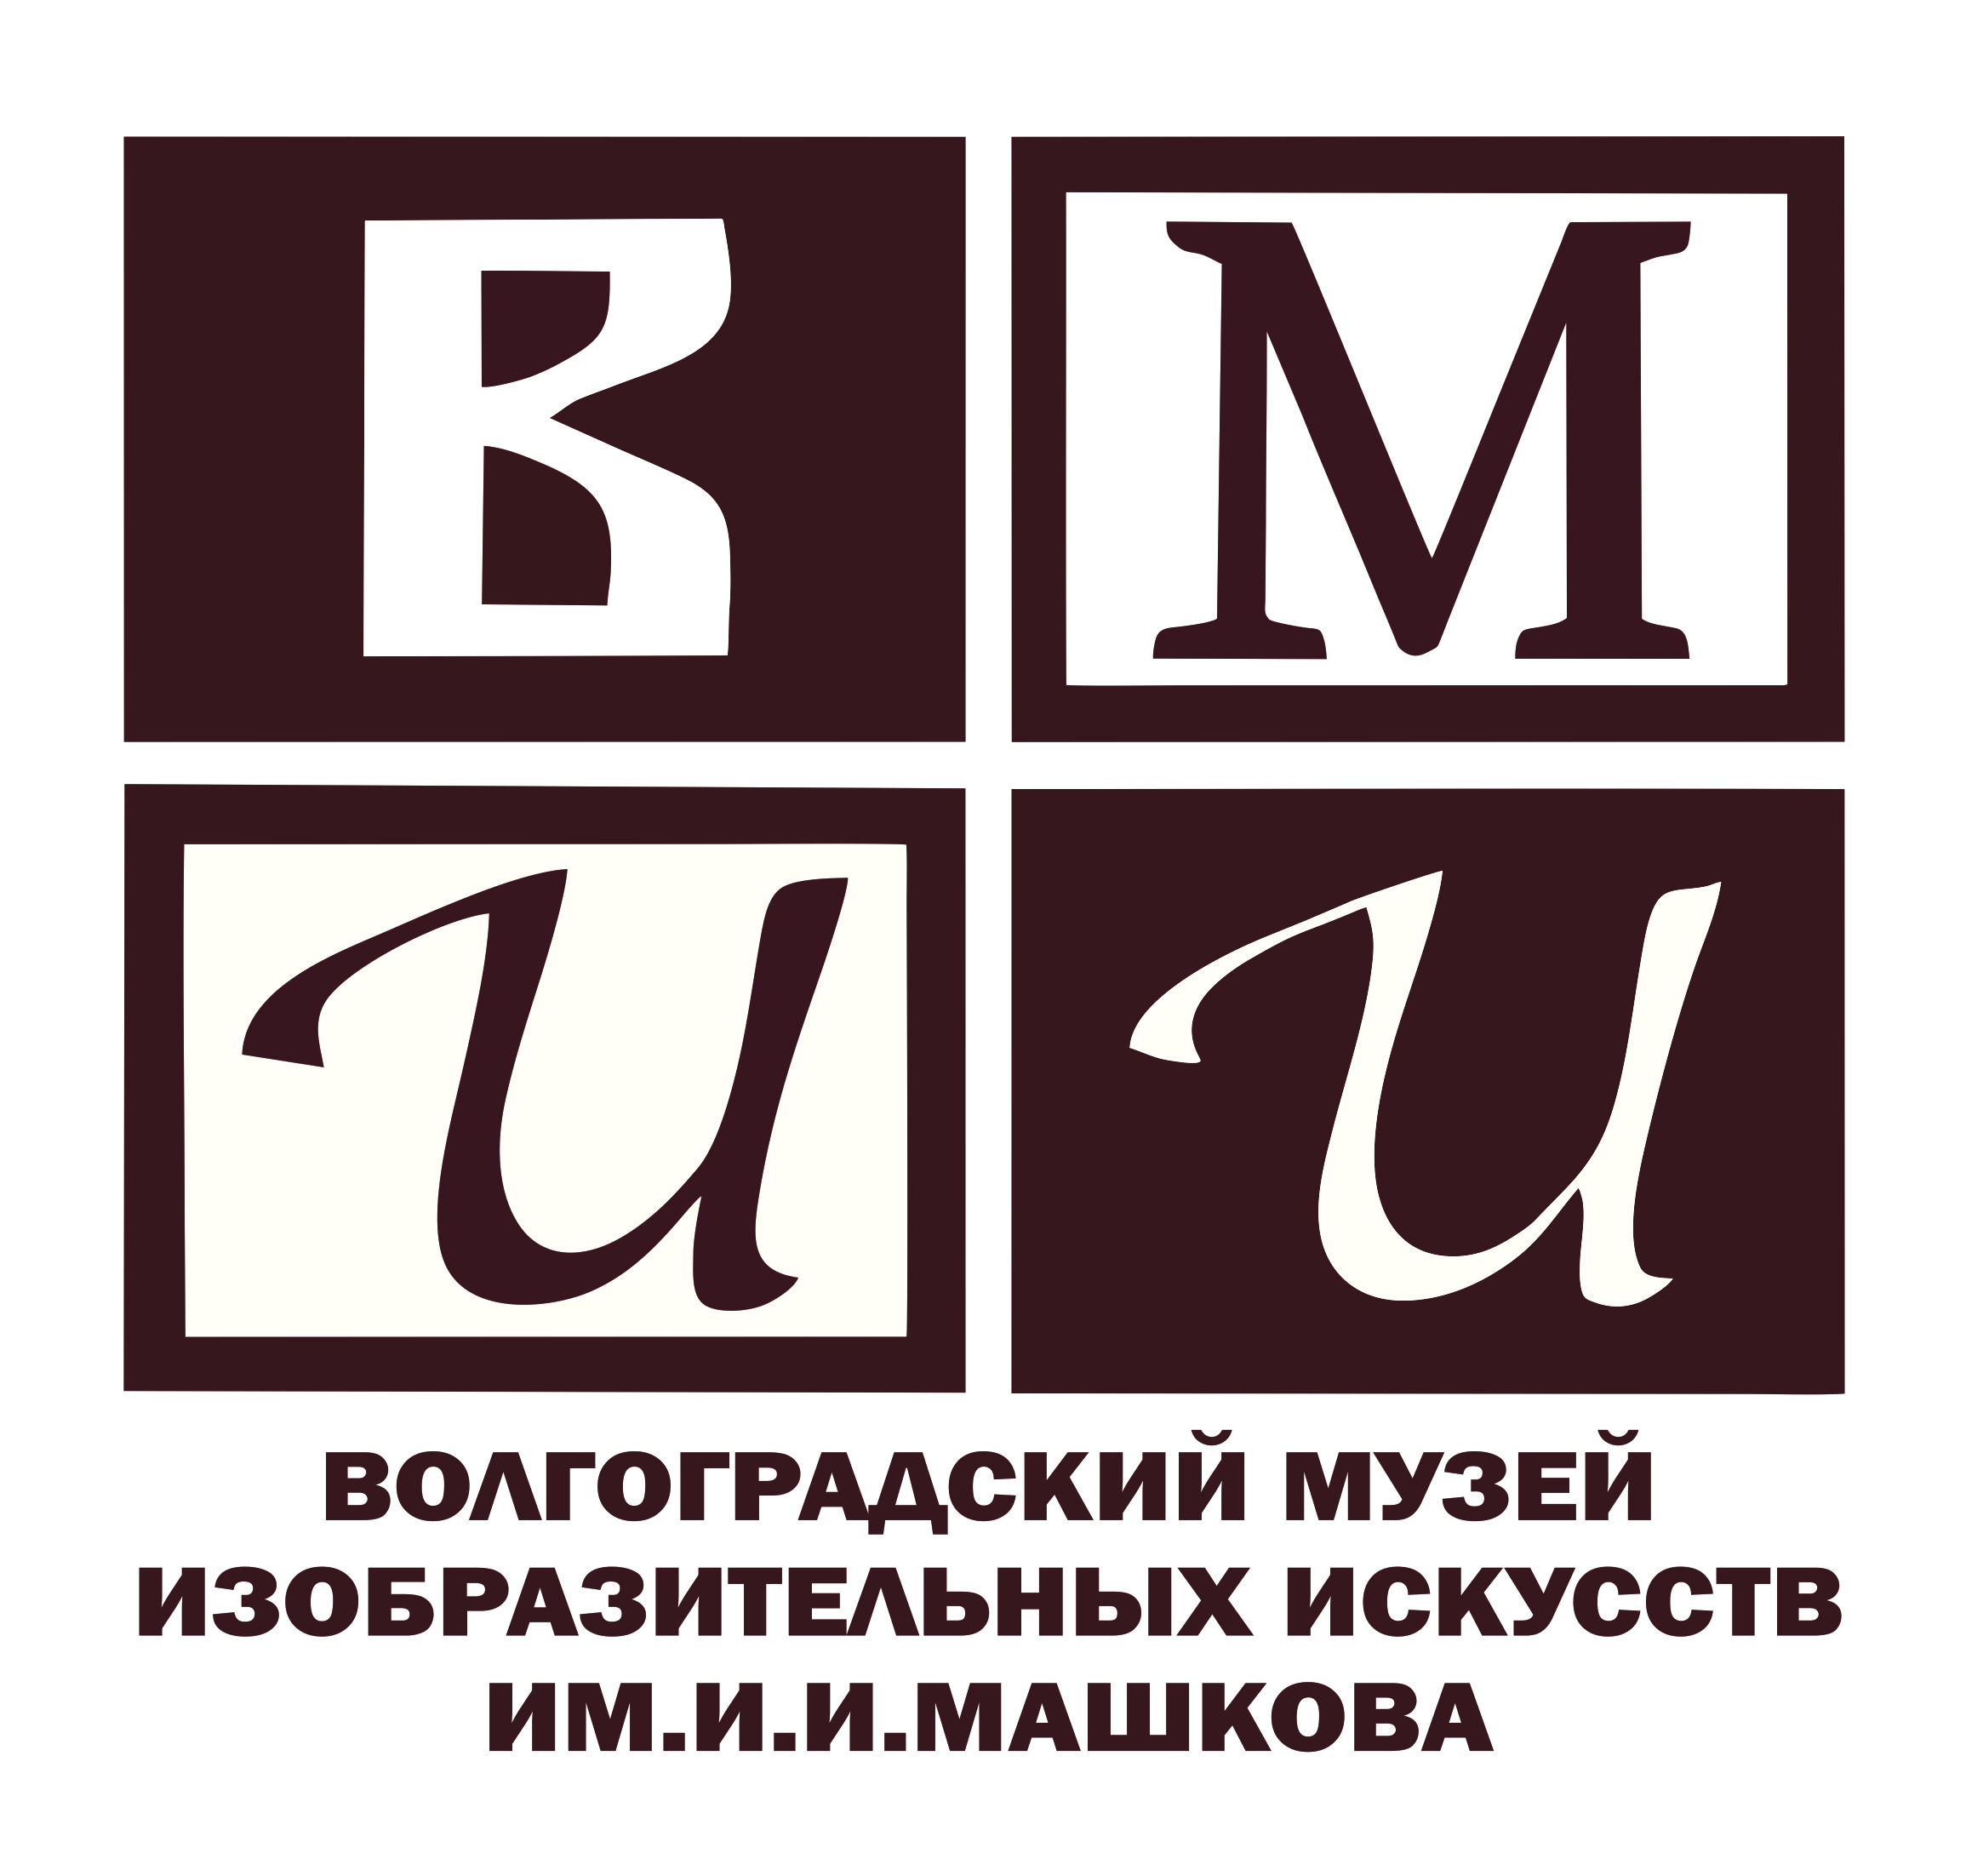 В М
И И
ВОЛГОГРАДСКИЙ МУЗЕЙ
ИЗОБРАЗИТЕЛЬНЫХ ИСКУССТВ
ИМ.И.И.МАШКОВА